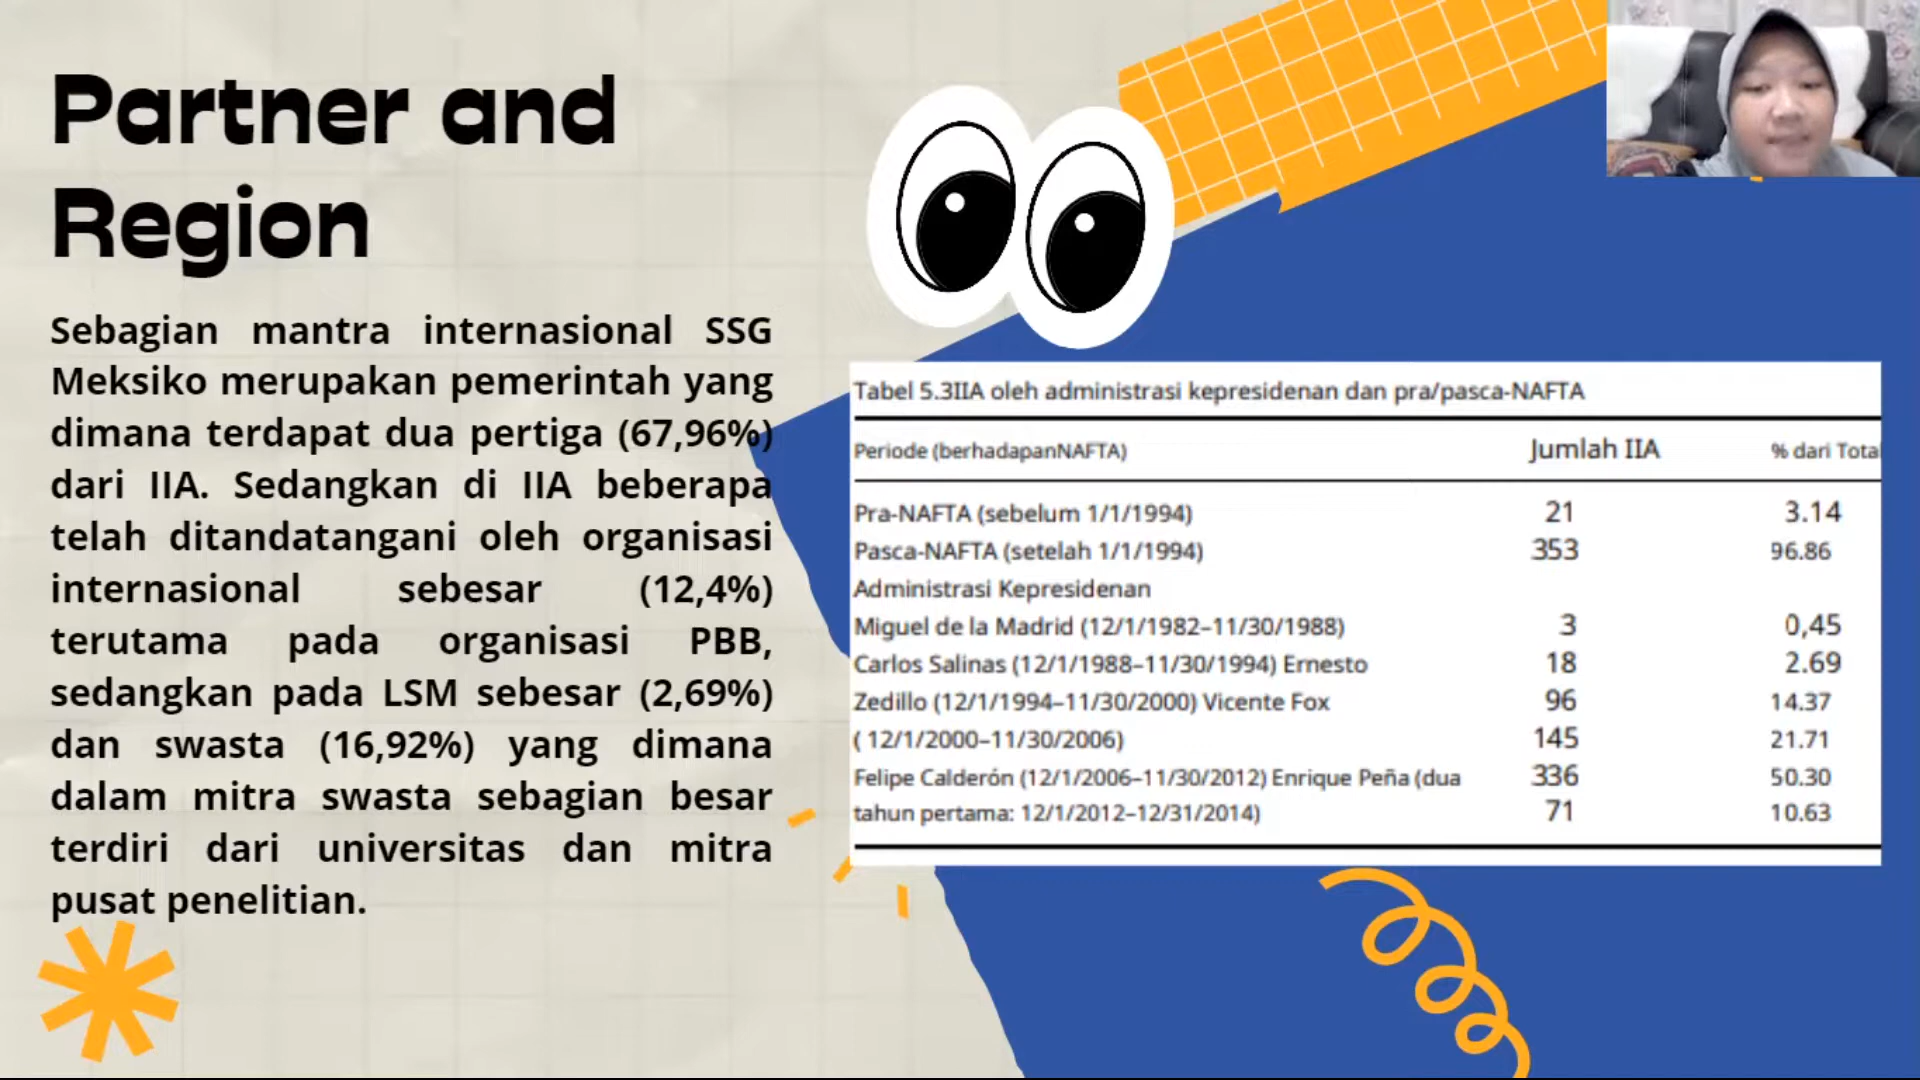 Partner and
Region
Sebagian mantra internasional SSG
Meksiko merupakan pemerintah yang
dimana terdapat dua pertiga (67,96%)
dari IIA. Sedangkan di IIA beberapa
telah ditandatangani oleh organisasi
internasional sebesar (12,4%)
terutama pada organisasi PBB,
sedangkan pada LSM sebesar (2,69%)
dan swasta (16,92%) yang dimana
dalam mitra swasta sebagian besar
terdiri dari universitas dan mitra
pusat penelitian.
Tabel 5.3IIA oleh administrasi kepresidenan dan pra/pasca-NAFTA
Periode (berhadapanNAFTA) Jumlah IIA % dari Total
Pra-NAFTA (sebelum 1/1/1994) 21 3.14
Pasca-NAFTA (setelah 1/1/1994) 353 96.86
Administrasi Kepresidenan
Miguel de la Madrid (12/1/1982–11/30/1988) 3 0,45
Carlos Salinas (12/1/1988–11/30/1994) Ernesto 18 2.69
Zedillo (12/1/1994–11/30/2000) Vicente Fox 96 14.37
( 12/1/2000–11/30/2006) 145 21.71
Felipe Calderón (12/1/2006–11/30/2012) Enrique Peña (dua 336 50.30
tahun pertama: 12/1/2012–12/31/2014) 71 10.63